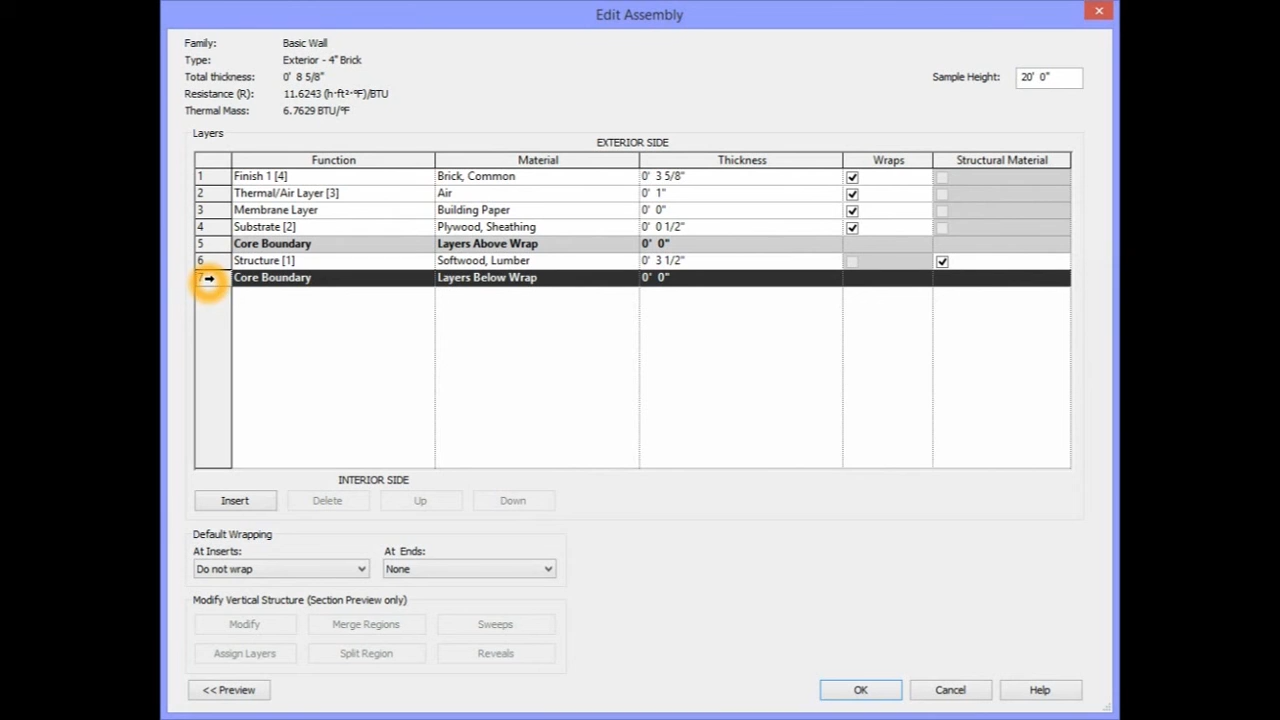 Edit Assembly
Family: Basic Wall
Type: Exterior - 4" Brick
Total thickness: 0' 8 5/8" Sample Height: 20' 0"
Resistance (R): 11.6243 (h·ft²·°F)/BTU
Thermal Mass: 6.7629 BTU/°F
Layers
EXTERIOR SIDE
Function Material Thickness Wraps Structural Material
1 Finish 1 [4] Brick, Common 0' 3 5/8"
2 Thermal/Air Layer [3] Air 0' 1"
3 Membrane Layer Building Paper 0' 0"
4 Substrate [2] Plywood, Sheathing 0' 0 1/2"
5 Core Boundary Layers Above Wrap 0' 0"
6 Structure [1] Softwood, Lumber 0' 3 1/2"
7 Core Boundary Layers Below Wrap 0' 0"
INTERIOR SIDE
Insert Delete Up Down
Default Wrapping
At Inserts: At Ends:
Do not wrap None
Modify Vertical Structure (Section Preview only)
Modify Merge Regions Sweeps
Assign Layers Split Region Reveals
<< Preview OK Cancel Help